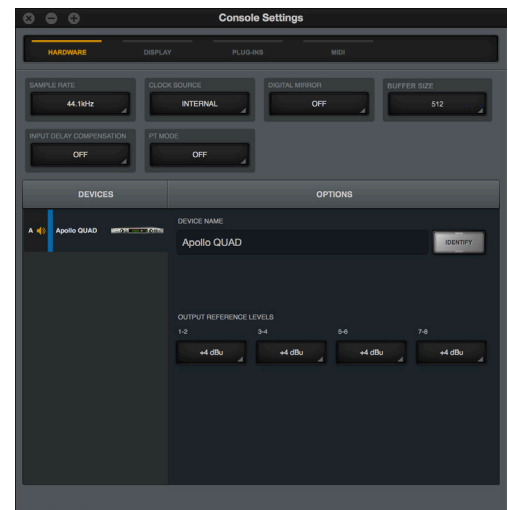 Console Settings
HARDWARE DISPLAY PLUG-INS MIDI
SAMPLE RATE CLOCK SOURCE DIGITAL MIRROR BUFFER SIZE
44.1kHz INTERNAL OFF 512
INPUT DELAY COMPENSATION PT MODE
OFF OFF
DEVICES OPTIONS
A Apollo QUAD
DEVICE NAME
Apollo QUAD IDENTIFY
OUTPUT REFERENCE LEVELS
1-2 3-4 5-6 7-8
+4 dBu +4 dBu +4 dBu +4 dBu